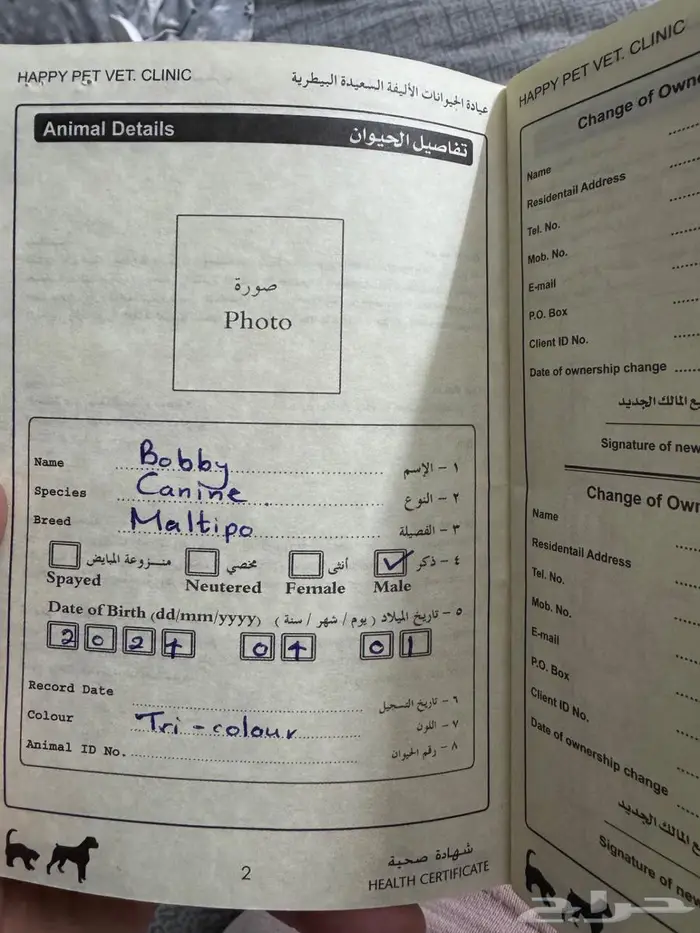 HAPPY PET VET. CLINIC عيادة الحيوانات الأليفة السعيدة البيطرية
Animal Details تفاصيل الحيوان
صورة
Photo
Name Bobby ١ - الإسم
Species Canine ٢ - النوع
Breed Maltipo ٣ - الفصيلة
منزوعة المبايض مخصي أنثى ٤ - ذكر
Spayed Neutered Female Male
Date of Birth (dd/mm/yyyy) ٥ - تاريخ الميلاد ( يوم / شهر / سنة )
2024 04 01
Record Date ٦ - تاريخ التسجيل
Colour Tri-colour ٧ - اللون
Animal ID No. ٨ - رقم الحيوان
2
شهادة صحية
HEALTH CERTIFICATE
HAPPY PET VET. CLINIC
Change of Owne
Name
Residentail Address
Tel. No.
Mob. No.
E-mail
P.O. Box
Client ID No.
Date of ownership change
ع المالك الجديد
Signature of new
Change of Owr
Name
Residentail Address
Tel. No.
Mob. No.
E-mail
P.O. Box
Client ID No.
Date of ownership change
المالك الجديد
Signature of new
حراج